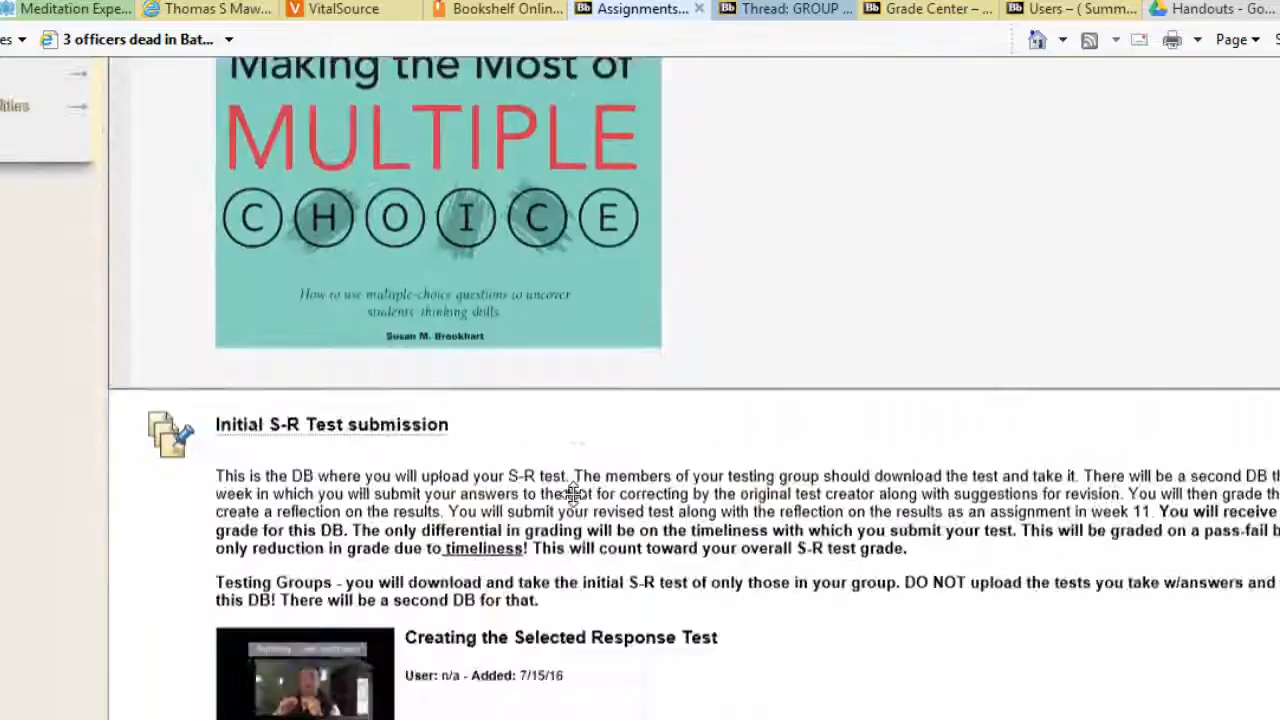 Meditation Expe...
Thomas S Maw...
VitalSource
Bookshelf Onlin...
Bb Assignments...
Bb Thread: GROUP ...
Bb Grade Center – ...
Bb Users – ( Summ...
Handouts - Go...
es
3 officers dead in Bat...
Page
lities
Making the Most of
MULTIPLE
CHOICE
How to use multiple-choice questions to uncover
students' thinking skills
Susan M. Brookhart
Initial S-R Test submission
This is the DB where you will upload your S-R test. The members of your testing group should download the test and take it. There will be a second DB t
week in which you will submit your answers to the for correcting by the original test creator along with suggestions for revision. You will then grade th
create a reflection on the results. You will submit your revised test along with the reflection on the results as an assignment in week 11. You will receive
grade for this DB. The only differential in grading will be on the timeliness with which you submit your test. This will be graded on a pass-fail b
only reduction in grade due to timeliness! This will count toward your overall S-R test grade.
Testing Groups - you will download and take the initial S-R test of only those in your group. DO NOT upload the tests you take w/answers and
this DB! There will be a second DB for that.
Creating the Selected Response Test
User: n/a - Added: 7/15/16